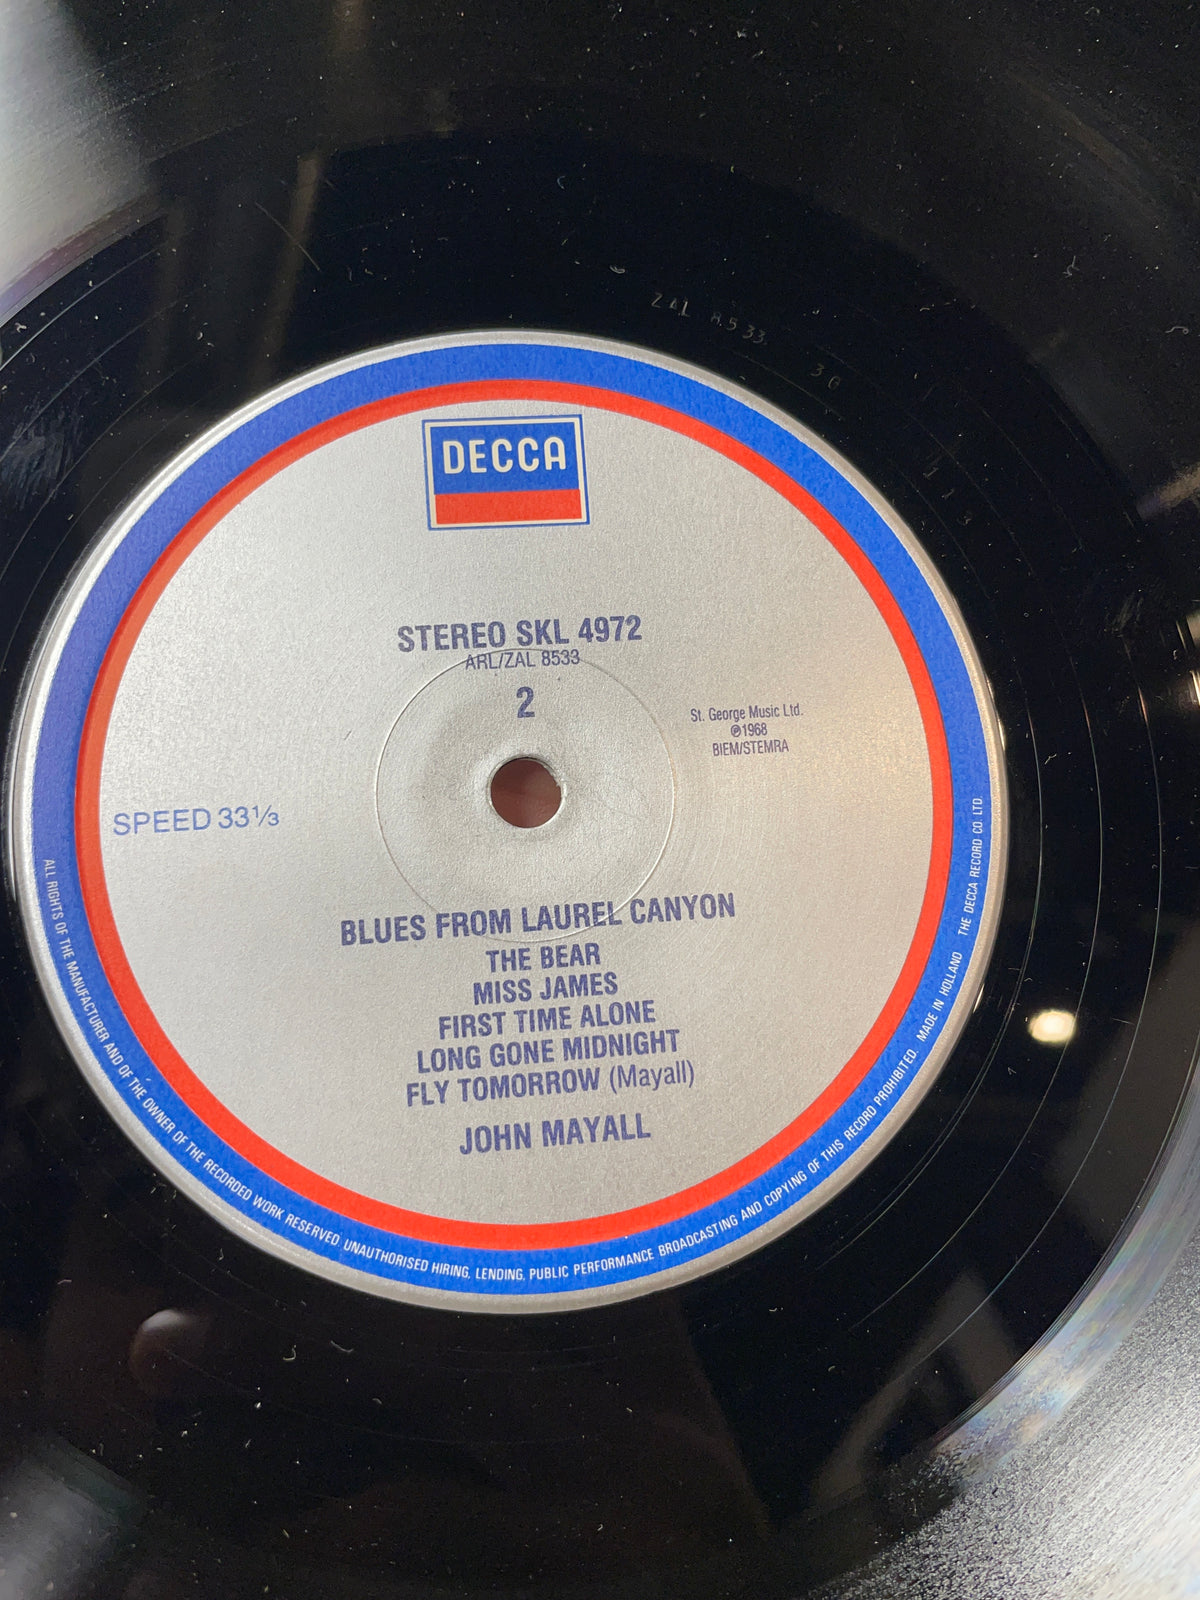 ZAL 8533
DECCA
STEREO SKL 4972
ARL/ZAL 8533
2
St. George Music Ltd.
℗1968
BIEM/STEMRA
SPEED 33⅓
BLUES FROM LAUREL CANYON
THE BEAR
MISS JAMES
FIRST TIME ALONE
LONG GONE MIDNIGHT
FLY TOMORROW (Mayall)
JOHN MAYALL
ALL RIGHTS OF THE MANUFACTURER AND OF THE OWNER OF THE RECORDED WORK RESERVED. UNAUTHORISED HIRING, LENDING, PUBLIC PERFORMANCE BROADCASTING AND COPYING OF THIS RECORD PROHIBITED. MADE IN HOLLAND THE DECCA RECORD CO. LTD.